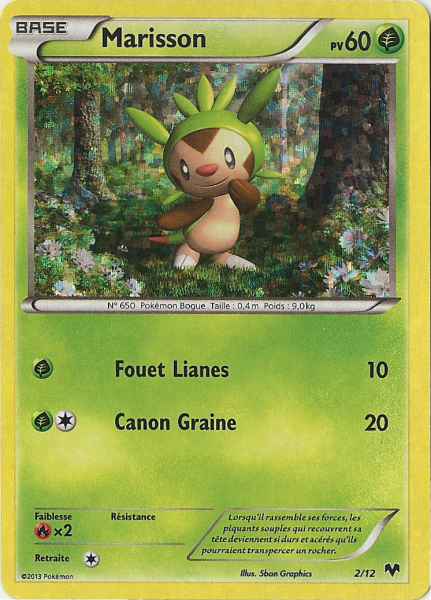 BASE
Marisson
PV60
N° 650 Pokémon Bogue Taille : 0,4m Poids : 9,0kg
Fouet Lianes 10
Canon Graine 20
Faiblesse Résistance
×2
Retraite
Lorsqu'il rassemble ses forces, les
piquants souples qui recouvrent sa
tête deviennent si durs et acérés qu'ils
pourraient transpercer un rocher.
©2013 Pokémon
Illus. 5ban Graphics
2/12